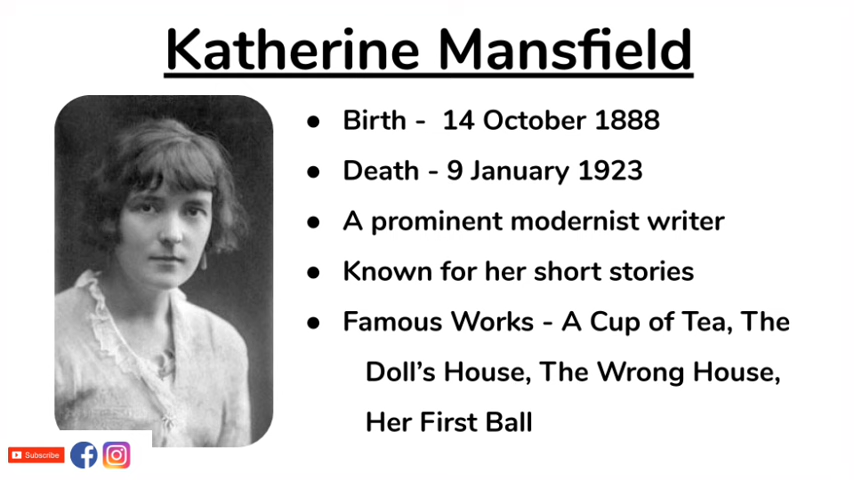 Katherine Mansfield
● Birth - 14 October 1888
● Death - 9 January 1923
● A prominent modernist writer
● Known for her short stories
● Famous Works - A Cup of Tea, The
Doll's House, The Wrong House,
Her First Ball
Subscribe